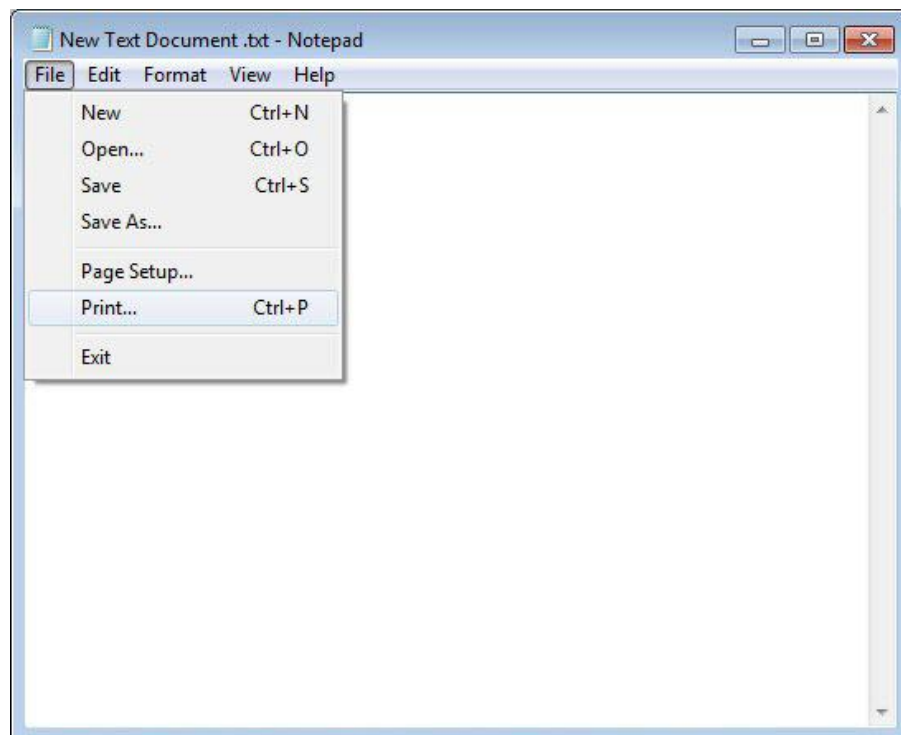 New Text Document .txt - Notepad
File Edit Format View Help
New Ctrl+N
Open... Ctrl+O
Save Ctrl+S
Save As...
Page Setup...
Print... Ctrl+P
Exit